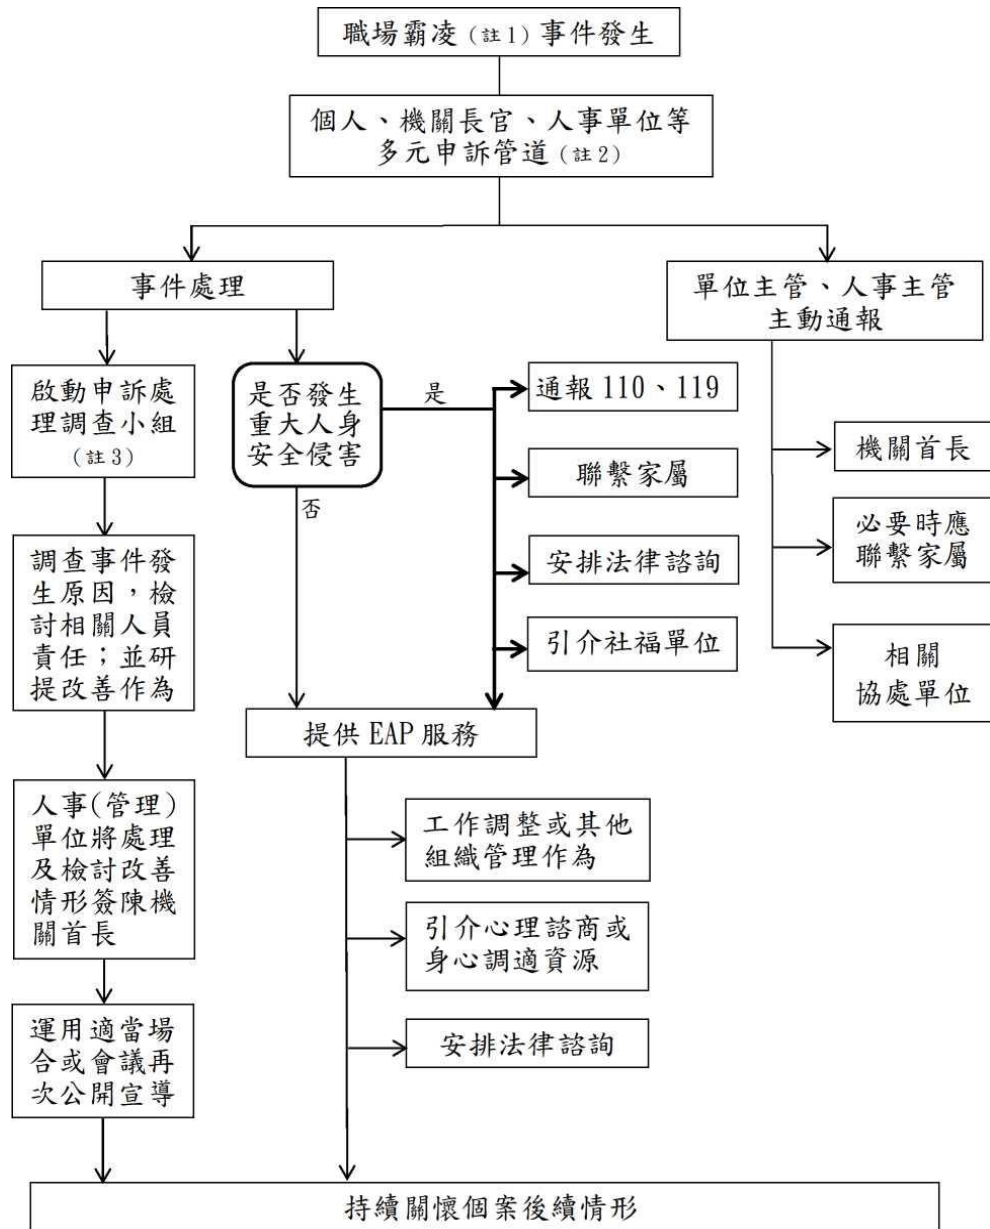 職場霸凌(註1)事件發生
個人、機關長官、人事單位等
多元申訴管道(註2)
事件處理
單位主管、人事主管
主動通報
啟動申訴處
理調查小組
(註3)
是否發生
重大人身
安全侵害
是
否
通報 110、119
聯繫家屬
安排法律諮詢
引介社福單位
機關首長
必要時應
聯繫家屬
相關
協處單位
調查事件發
生原因，檢
討相關人員
責任；並研
提改善作為
提供 EAP 服務
人事(管理)
單位將處理
及檢討改善
情形簽陳機
關首長
工作調整或其他
組織管理作為
引介心理諮商或
身心調適資源
安排法律諮詢
運用適當場
合或會議再
次公開宣導
持續關懷個案後續情形